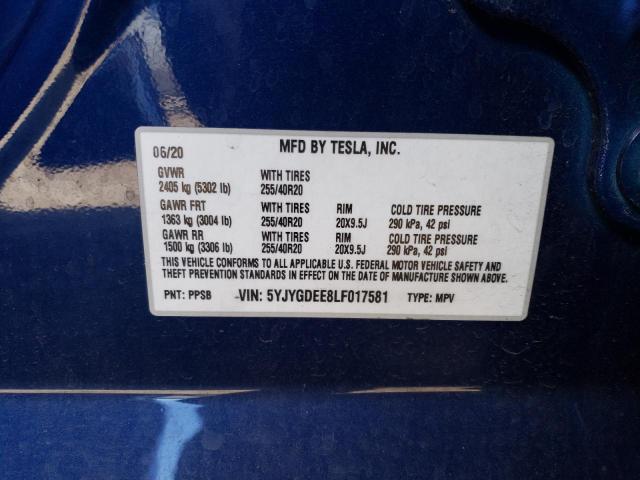 06/20 MFD BY TESLA, INC.
GVWR WITH TIRES
2405 kg (5302 lb) 255/40R20
GAWR FRT WITH TIRES RIM COLD TIRE PRESSURE
1363 kg (3004 lb) 255/40R20 20X9.5J 290 kPa, 42 psi
GAWR RR WITH TIRES RIM COLD TIRE PRESSURE
1500 kg (3306 lb) 255/40R20 20X9.5J 290 kPa, 42 psi
THIS VEHICLE CONFORMS TO ALL APPLICABLE U.S. FEDERAL MOTOR VEHICLE SAFETY AND
THEFT PREVENTION STANDARDS IN EFFECT ON THE DATE OF MANUFACTURE SHOWN ABOVE.
PNT: PPSB VIN: 5YJYGDEE8LF017581 TYPE: MPV